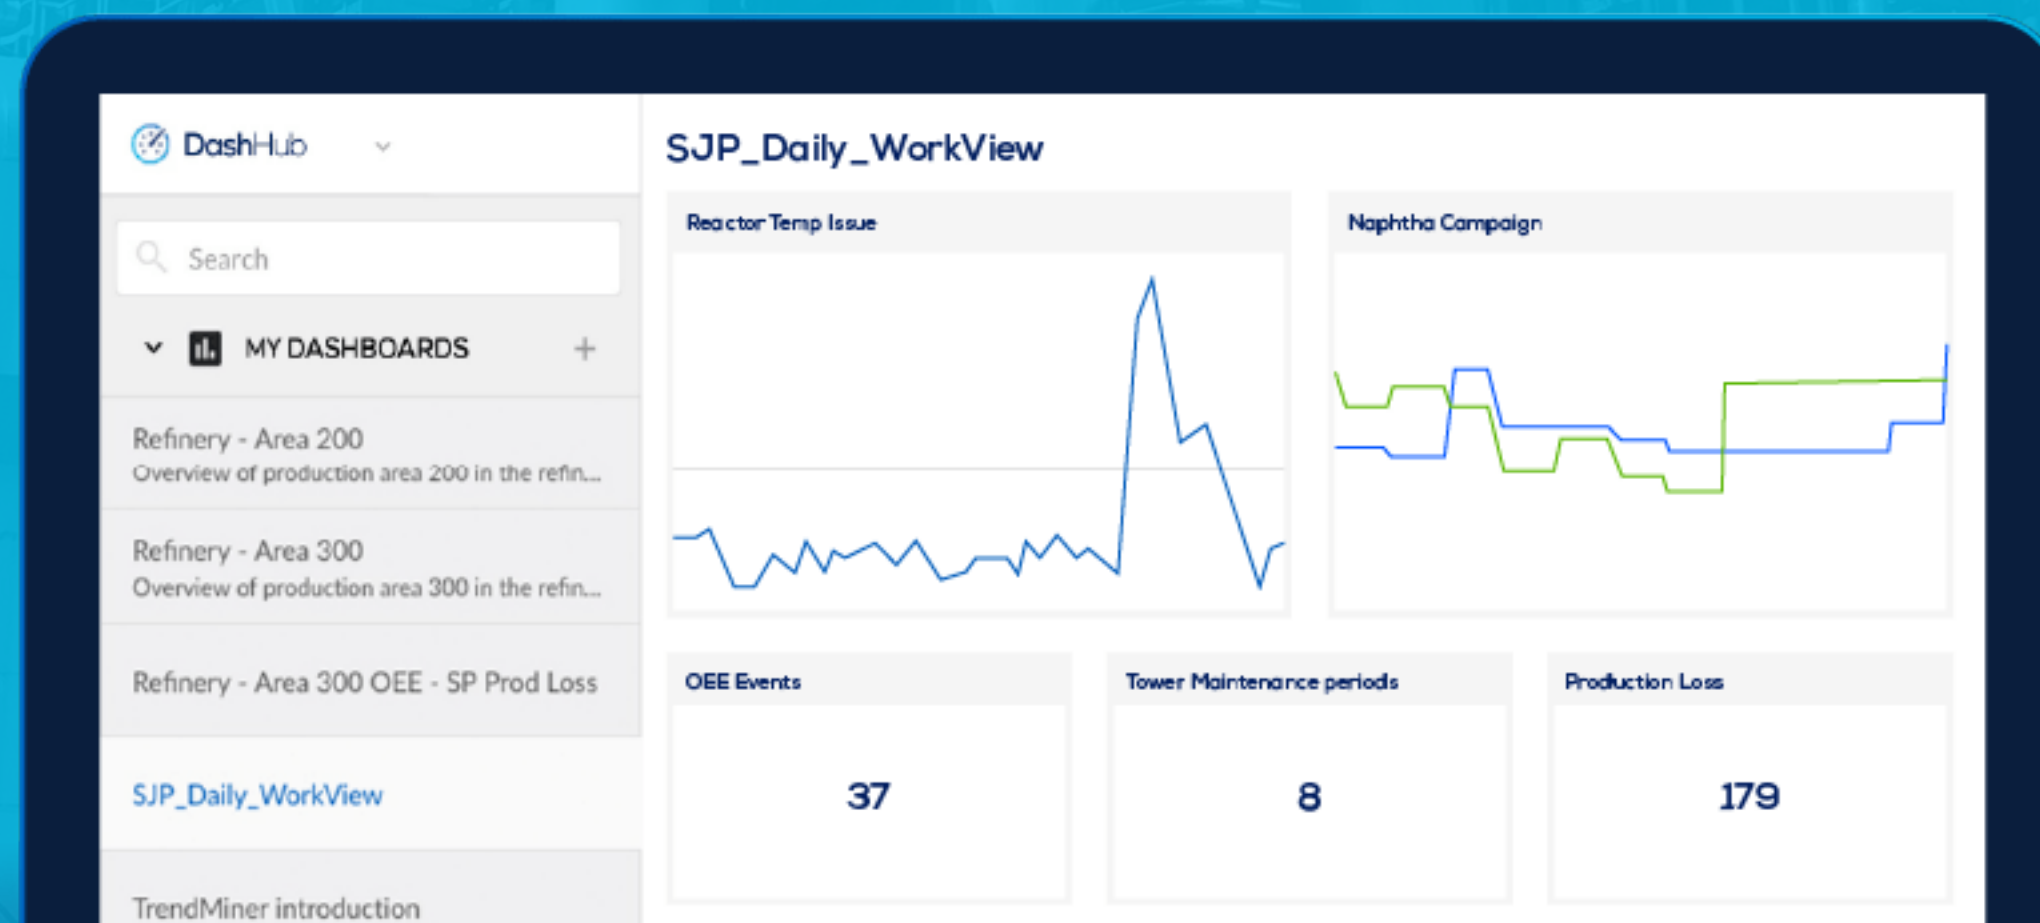 DashHub
Search
MY DASHBOARDS
Refinery - Area 200
Overview of production area 200 in the refin...
Refinery - Area 300
Overview of production area 300 in the refin...
Refinery - Area 300 OEE - SP Prod Loss
SJP_Daily_WorkView
TrendMiner introduction
SJP_Daily_WorkView
Reactor Temp Issue
Naphtha Campaign
OEE Events
37
Tower Maintenance periods
8
Production Loss
179